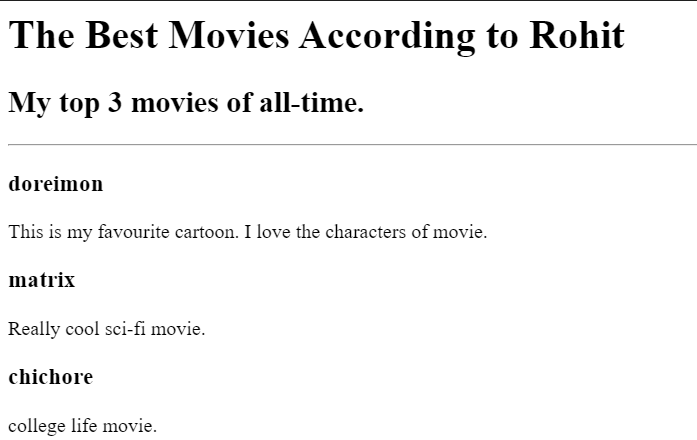 The Best Movies According to Rohit
My top 3 movies of all-time.
doreimon
This is my favourite cartoon. I love the characters of movie.
matrix
Really cool sci-fi movie.
chichore
college life movie.